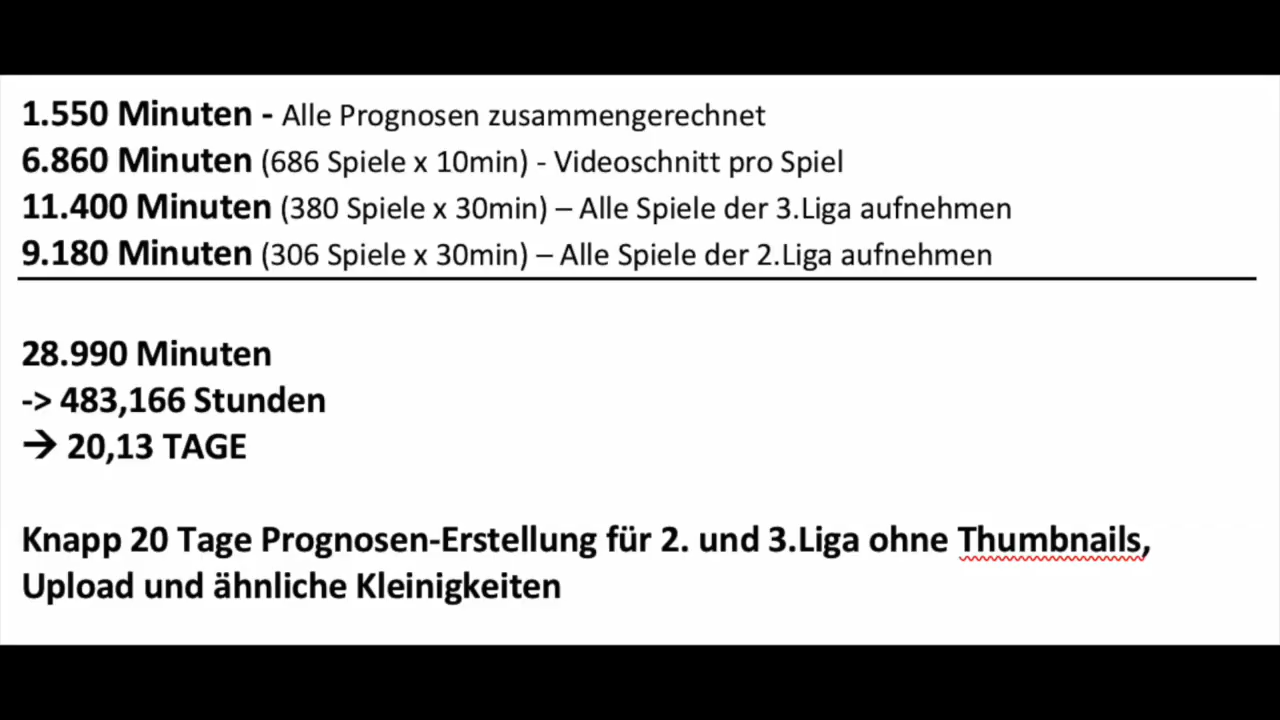 1.550 Minuten - Alle Prognosen zusammengerechnet
6.860 Minuten (686 Spiele x 10min) - Videoschnitt pro Spiel
11.400 Minuten (380 Spiele x 30min) – Alle Spiele der 3.Liga aufnehmen
9.180 Minuten (306 Spiele x 30min) – Alle Spiele der 2.Liga aufnehmen
28.990 Minuten
-> 483,166 Stunden
→ 20,13 TAGE
Knapp 20 Tage Prognosen-Erstellung für 2. und 3.Liga ohne Thumbnails,
Upload und ähnliche Kleinigkeiten